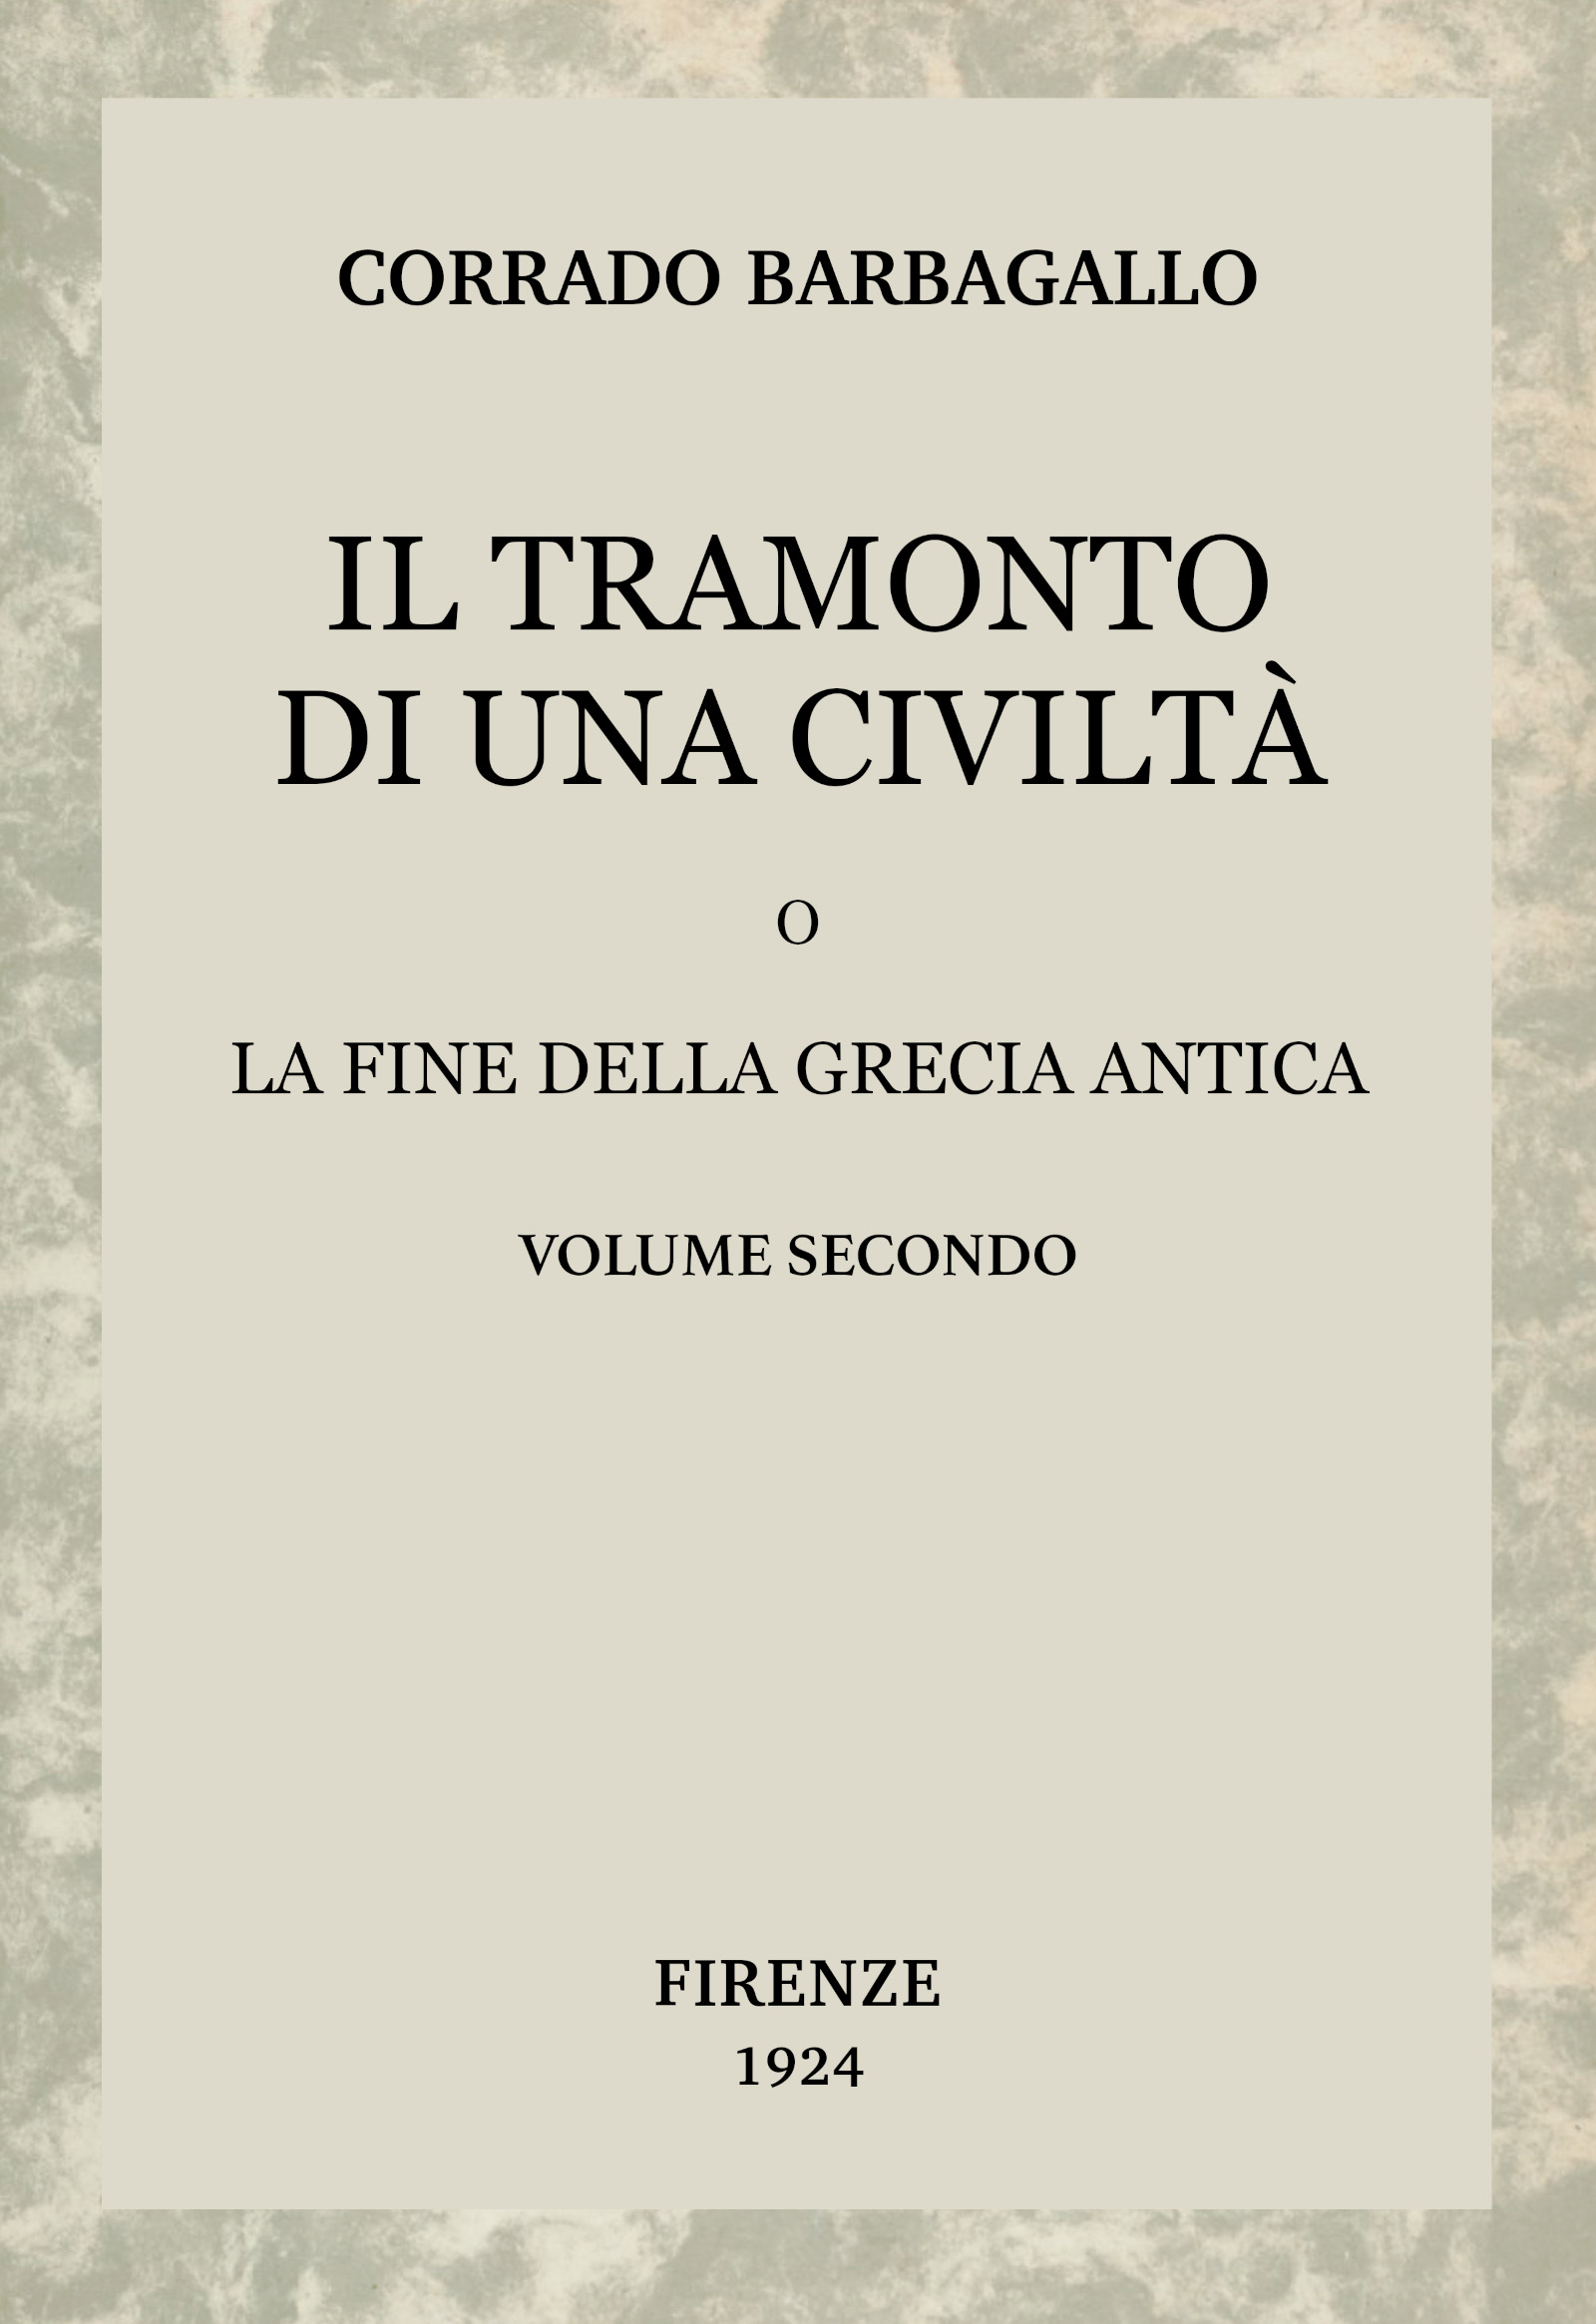 CORRADO BARBAGALLO
IL TRAMONTO
DI UNA CIVILTÀ
O
LA FINE DELLA GRECIA ANTICA
VOLUME SECONDO
FIRENZE
1924